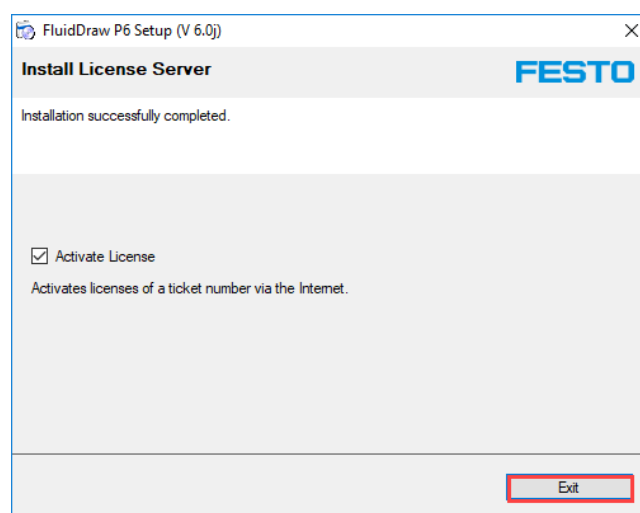 FluidDraw P6 Setup (V 6.0j)
Install License Server
FESTO
Installation successfully completed.
Activate License
Activates licenses of a ticket number via the Internet.
Exit